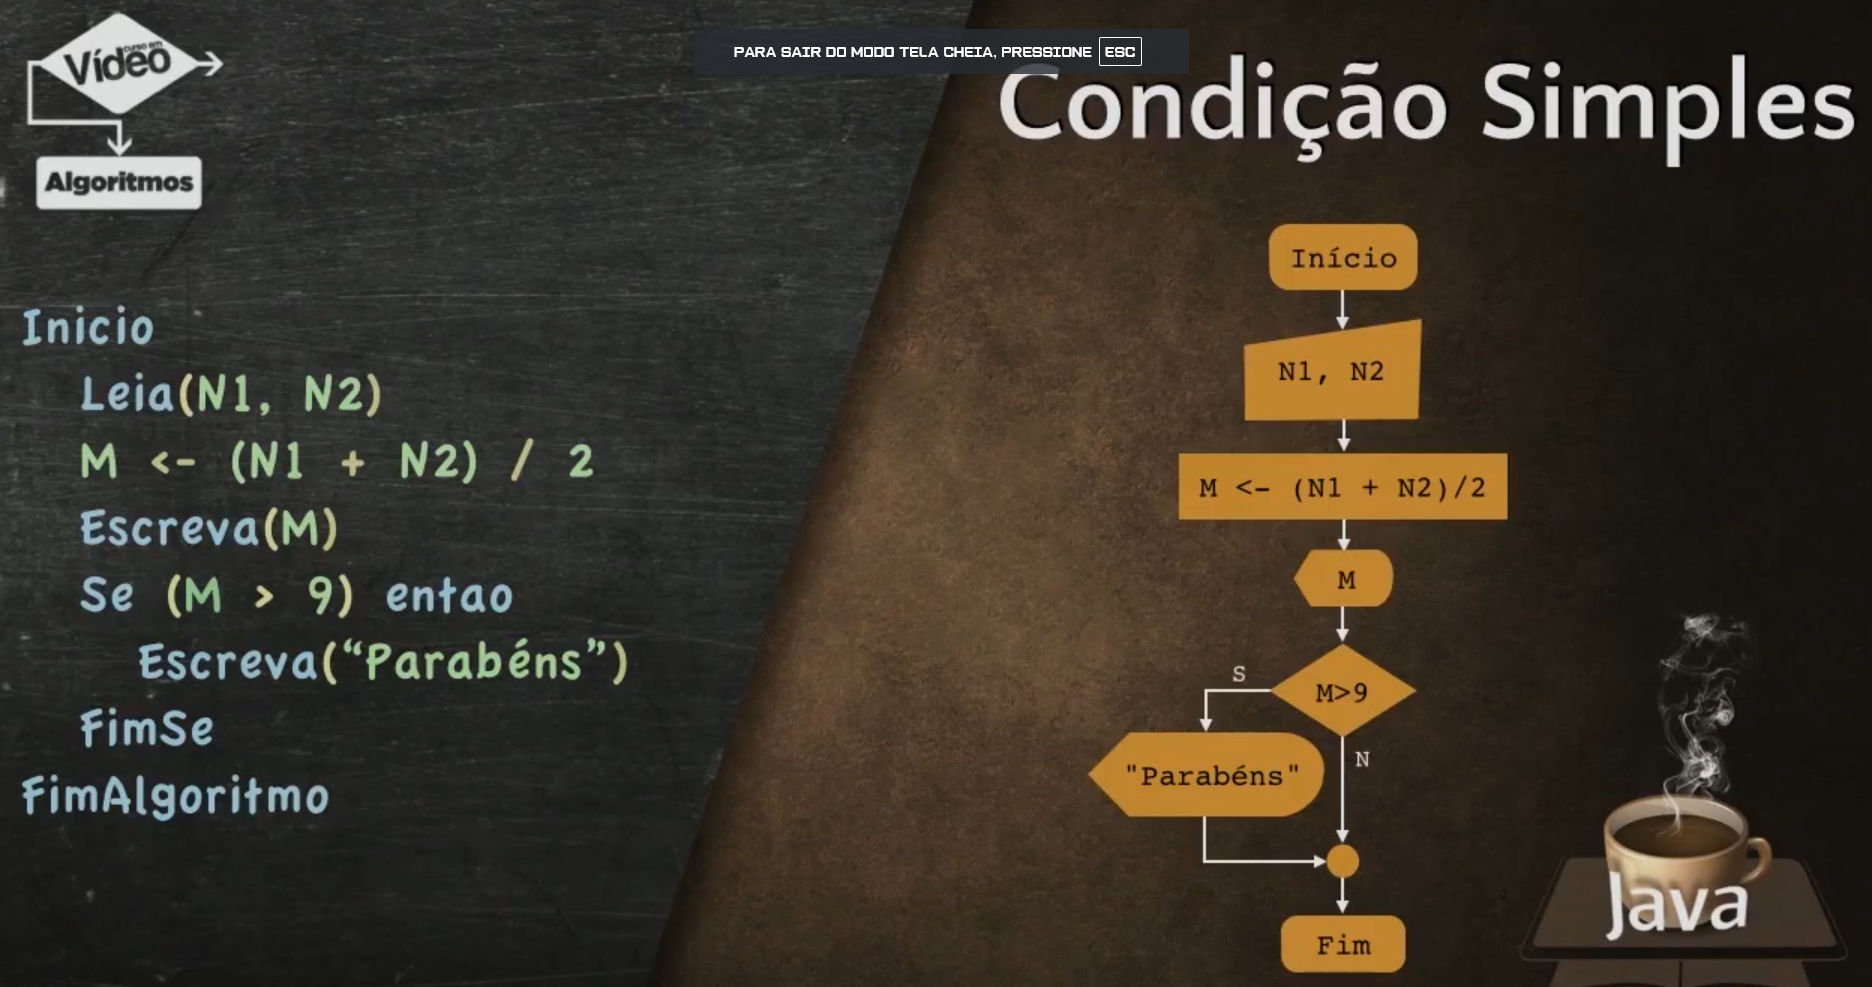 curso em
Vídeo
Algoritmos
PARA SAIR DO MODO TELA CHEIA, PRESSIONE ESC
Condição Simples
Inicio
Leia(N1, N2)
M <- (N1 + N2) / 2
Escreva(M)
Se (M > 9) entao
Escreva(“Parabéns”)
FimSe
FimAlgoritmo
Início
N1, N2
M <- (N1 + N2)/2
M
M>9
S
N
"Parabéns"
Fim
Java